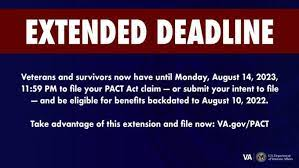 EXTENDED DEADLINE
Veterans and survivors now have until Monday, August 14, 2023,
11:59 PM to file your PACT Act claim — or submit your intent to file
— and be eligible for benefits backdated to August 10, 2022.
Take advantage of this extension and file now: VA.gov/PACT
VA
U.S. Department
of Veterans Affairs